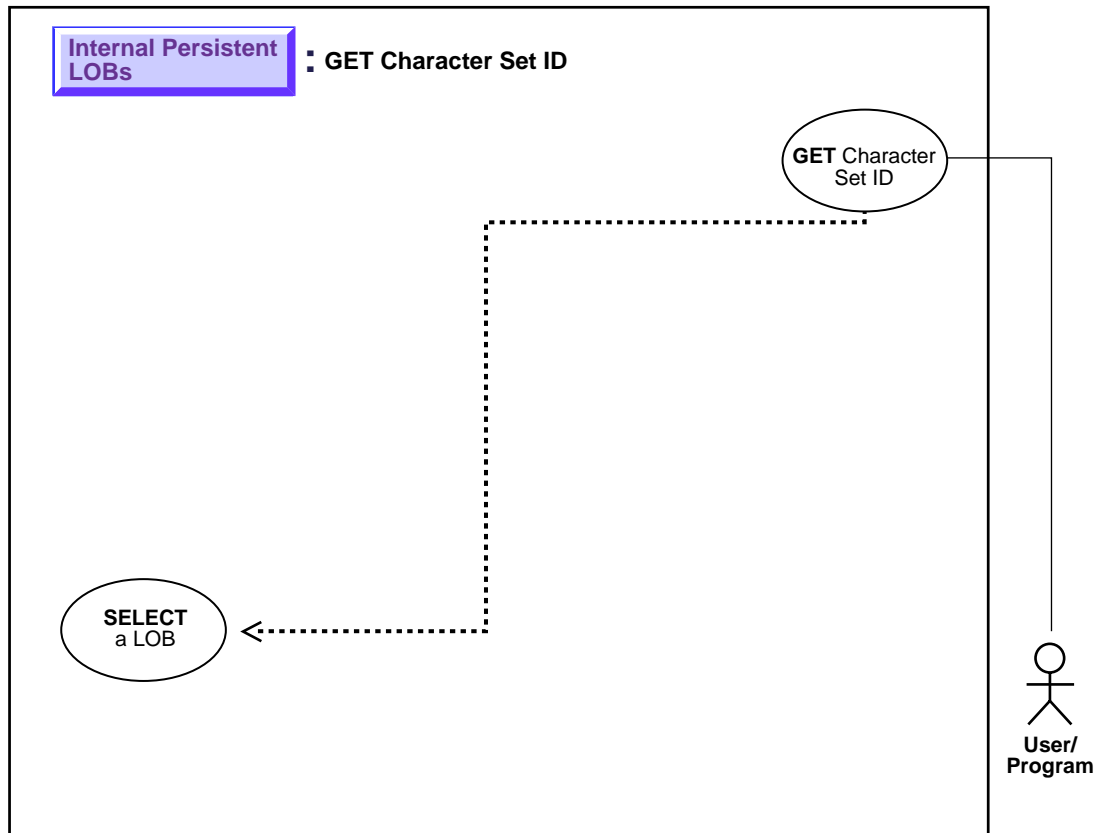 Internal Persistent
LOBs
: GET Character Set ID
GET Character
Set ID
SELECT
a LOB
User/
Program